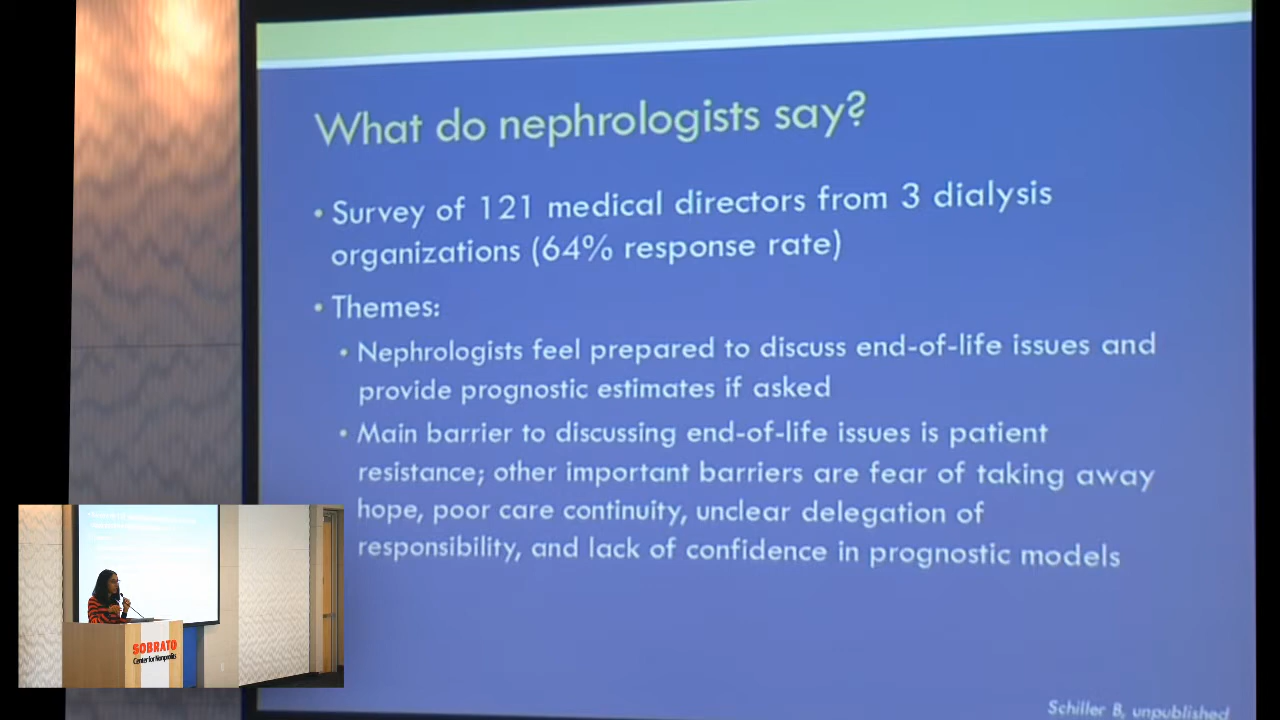 What do nephrologists say?
• Survey of 121 medical directors from 3 dialysis
organizations (64% response rate)
• Themes:
• Nephrologists feel prepared to discuss end-of-life issues and
provide prognostic estimates if asked
• Main barrier to discussing end-of-life issues is patient
resistance; other important barriers are fear of taking away
hope, poor care continuity, unclear delegation of
responsibility, and lack of confidence in prognostic models
Schiller B, unpublished
SOBRATO
Center for Nonprofits